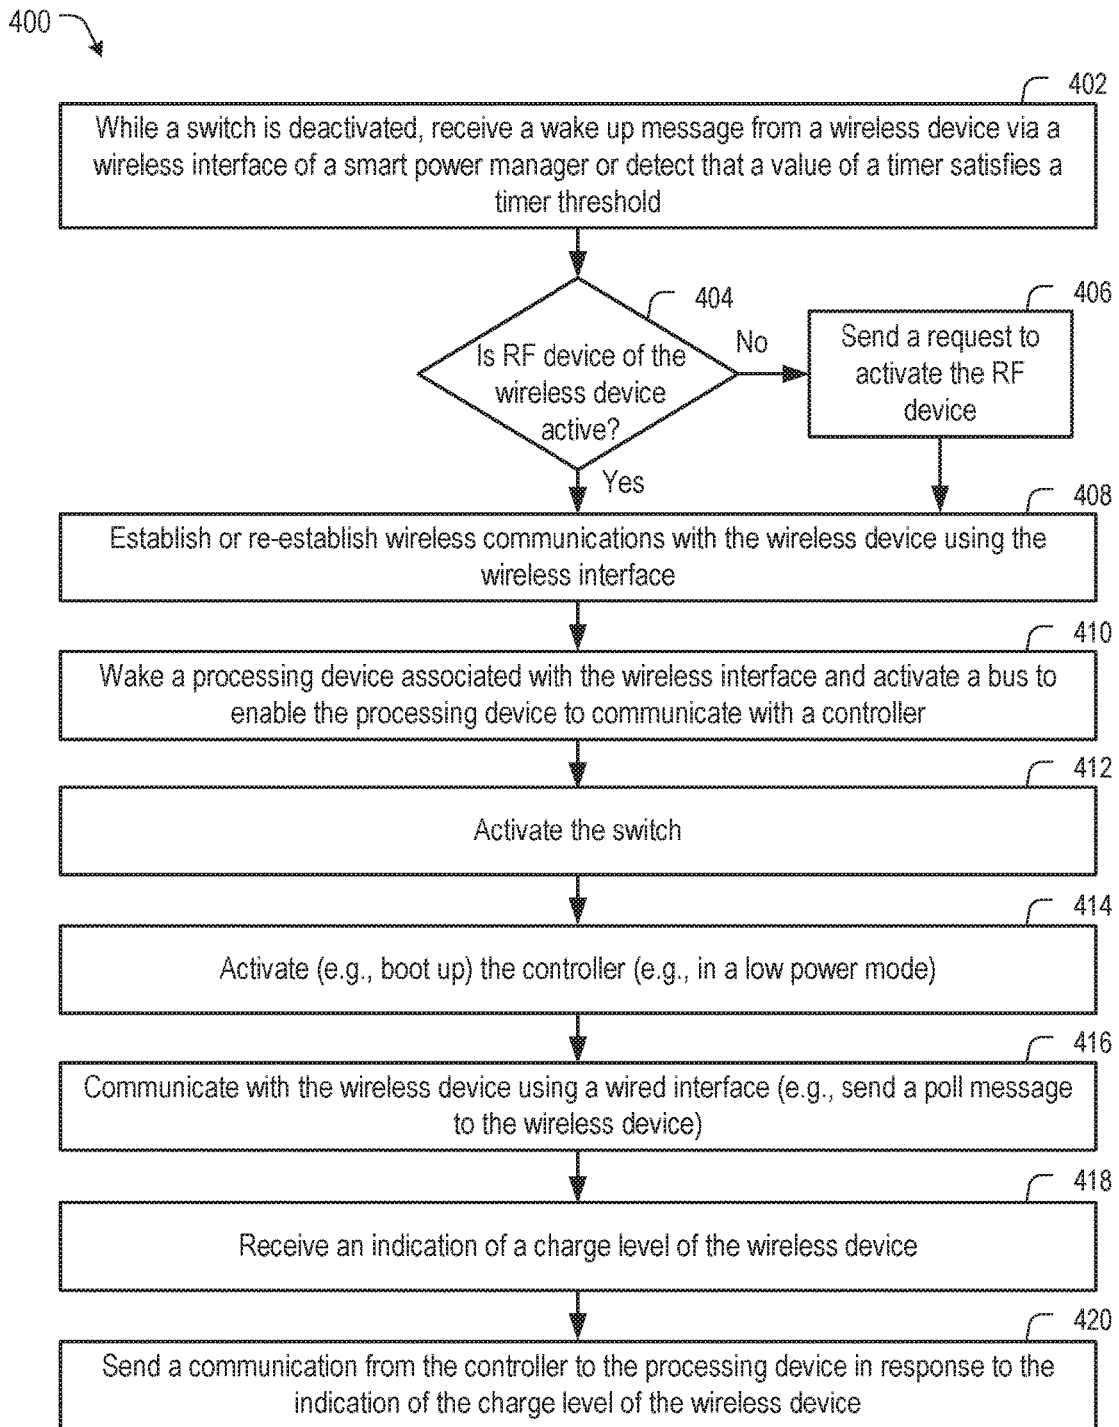 400
402
While a switch is deactivated, receive a wake up message from a wireless device via a
wireless interface of a smart power manager or detect that a value of a timer satisfies a
timer threshold
404
Is RF device of the
wireless device
active?
No
406
Send a request to
activate the RF
device
Yes
408
Establish or re-establish wireless communications with the wireless device using the
wireless interface
410
Wake a processing device associated with the wireless interface and activate a bus to
enable the processing device to communicate with a controller
412
Activate the switch
414
Activate (e.g., boot up) the controller (e.g., in a low power mode)
416
Communicate with the wireless device using a wired interface (e.g., send a poll message
to the wireless device)
418
Receive an indication of a charge level of the wireless device
420
Send a communication from the controller to the processing device in response to the
indication of the charge level of the wireless device